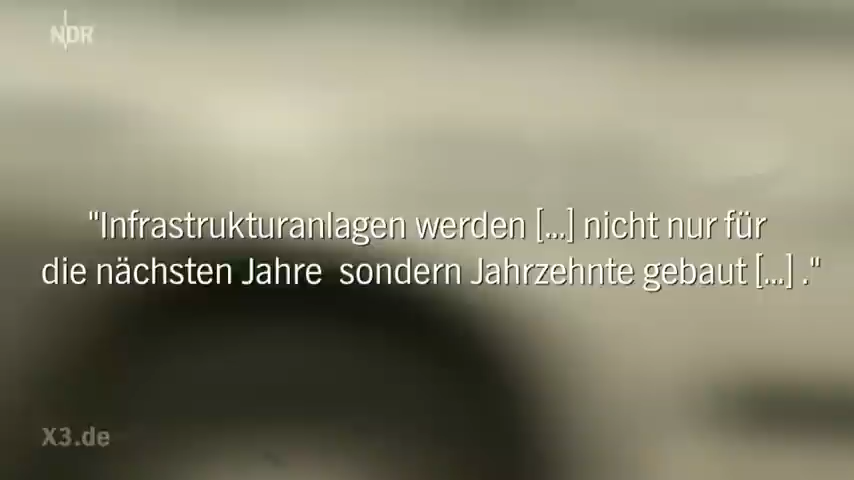 NDR
"Infrastrukturanlagen werden [...] nicht nur für
die nächsten Jahre  sondern Jahrzehnte gebaut [...] ."
X3.de